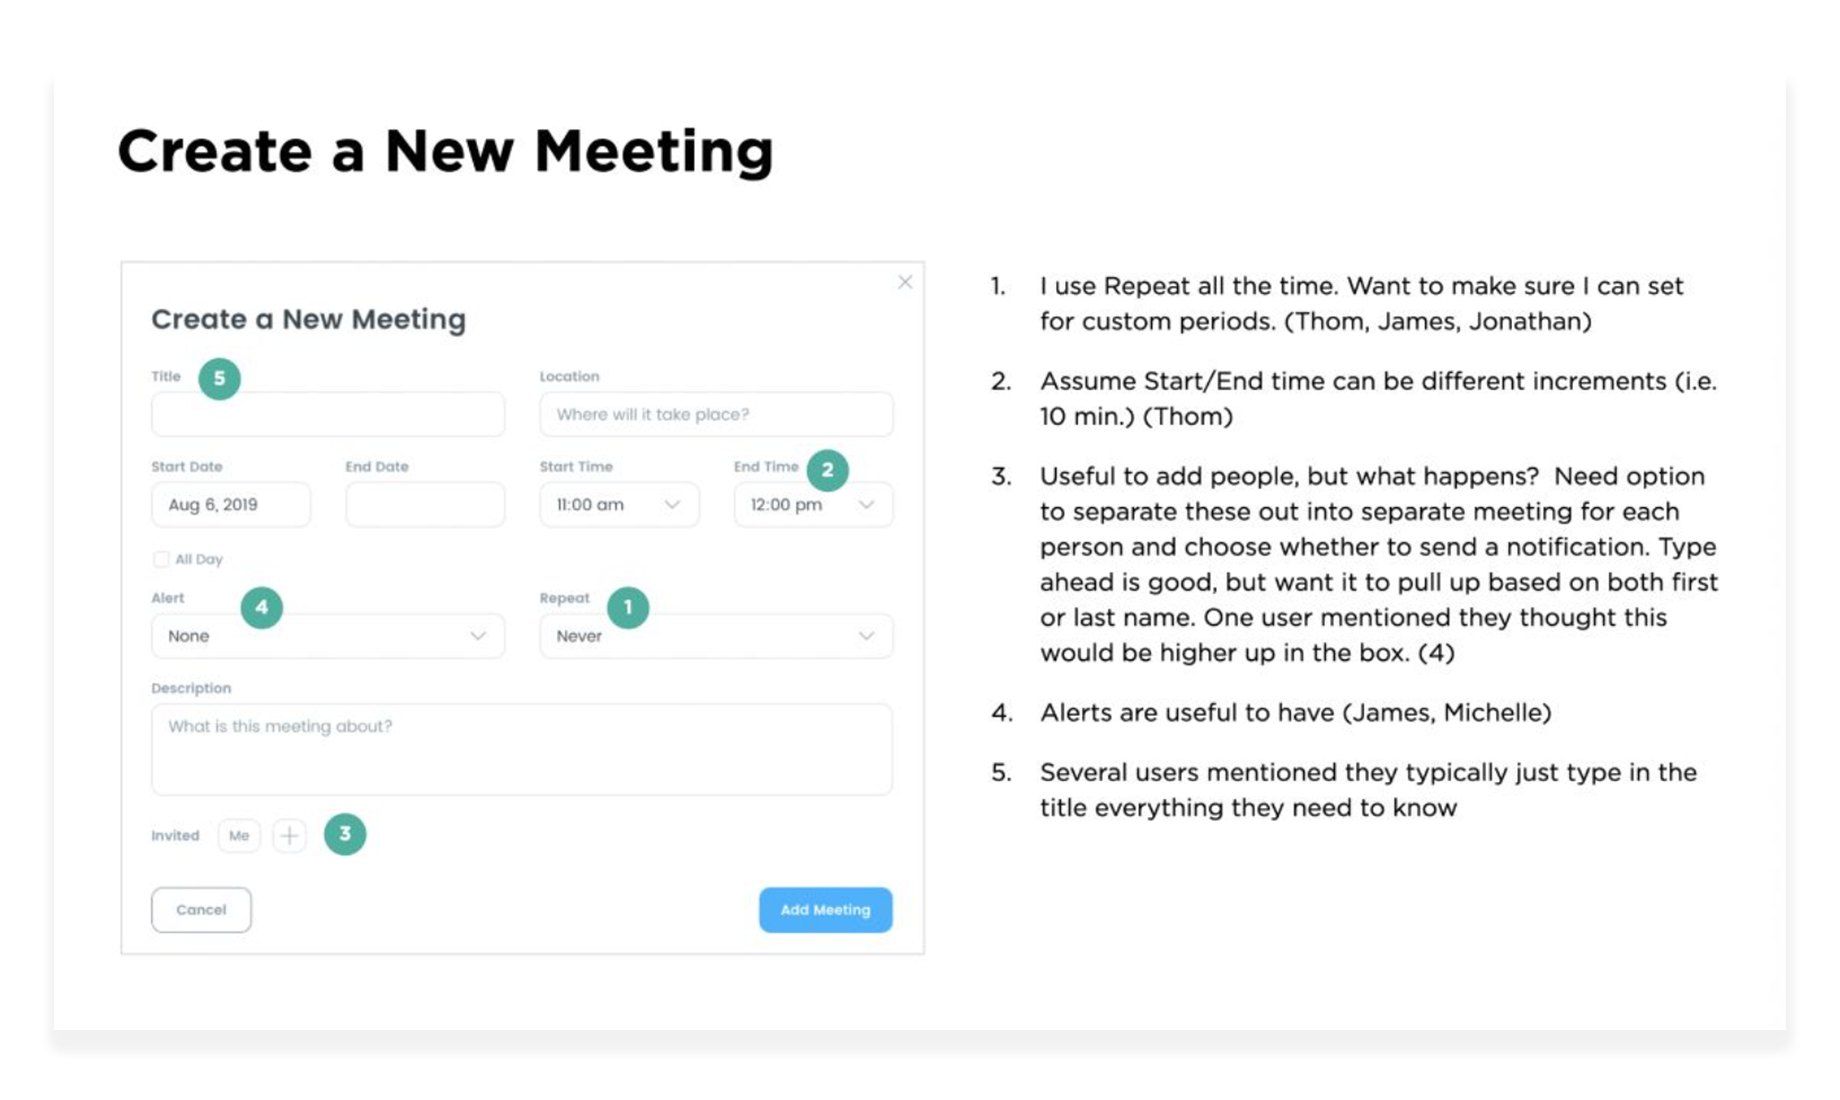 Create a New Meeting
Create a New Meeting
Title 5
Location
Where will it take place?
Start Date End Date Start Time End Time 2
Aug 6, 2019 11:00 am 12:00 pm
All Day
Alert 4 Repeat 1
None Never
Description
What is this meeting about?
Invited Me + 3
Cancel Add Meeting
1. I use Repeat all the time. Want to make sure I can set
for custom periods. (Thom, James, Jonathan)
2. Assume Start/End time can be different increments (i.e.
10 min.) (Thom)
3. Useful to add people, but what happens?  Need option
to separate these out into separate meeting for each
person and choose whether to send a notification. Type
ahead is good, but want it to pull up based on both first
or last name. One user mentioned they thought this
would be higher up in the box. (4)
4. Alerts are useful to have (James, Michelle)
5. Several users mentioned they typically just type in the
title everything they need to know